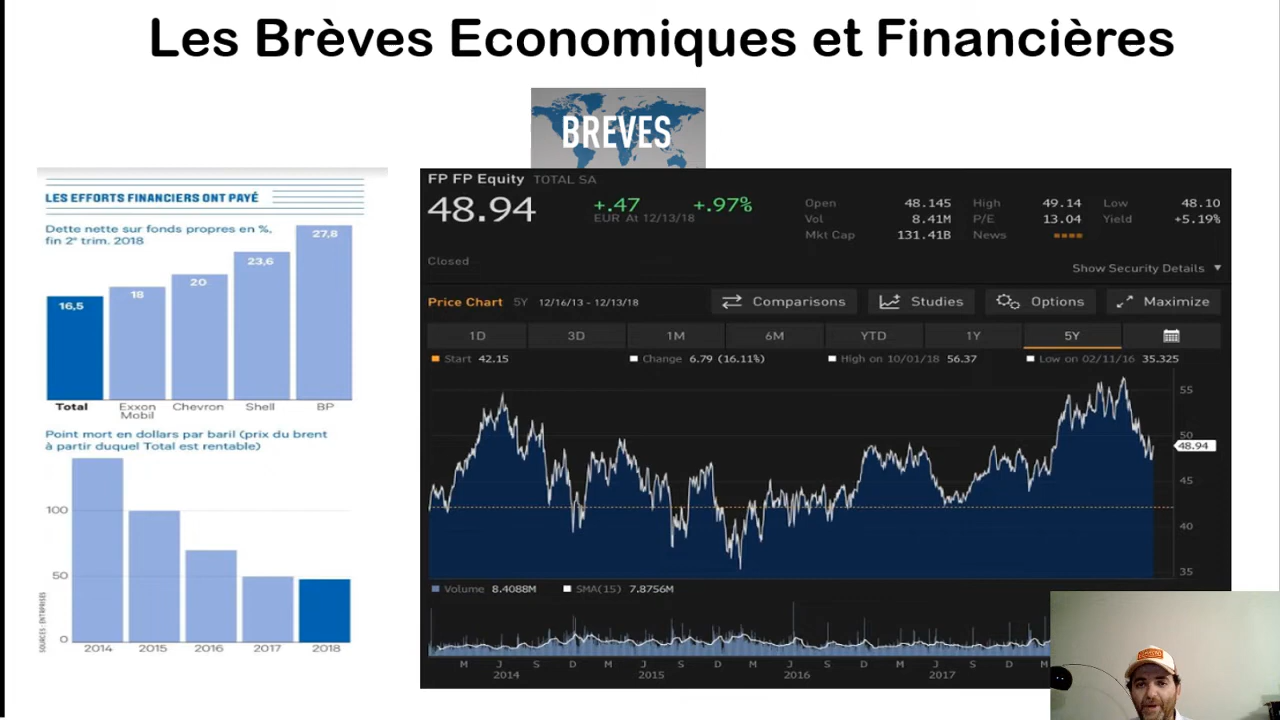 Les Brèves Economiques et Financières
BREVES
LES EFFORTS FINANCIERS ONT PAYÉ
Dette nette sur fonds propres en %,
fin 2e trim. 2018
16,5
18
20
23,6
27,8
Total
Exxon
Mobil
Chevron
Shell
BP
Point mort en dollars par baril (prix du brent
à partir duquel Total est rentable)
100
50
0
2014 2015 2016 2017 2018
SOURCES : ENTREPRISES
FP FP Equity TOTAL SA
48.94 +.47 +.97%
EUR At 12/13/18
Open 48.145 High 49.14 Low 48.10
Vol 8.41M P/E 13.04 Yield +5.19%
Mkt Cap 131.41B News
Closed
Show Security Details
Price Chart 5Y 12/16/13 - 12/13/18 Comparisons Studies Options Maximize
1D 3D 1M 6M YTD 1Y 5Y
Start 42.15 Change 6.79 (16.11%) High on 10/01/18 56.37 Low on 02/11/16 35.325
55
50
48.94
45
40
35
Volume 8.4088M SMA(15) 7.8756M
M J S D M J S D M J S D M J S D M
2014 2015 2016 2017